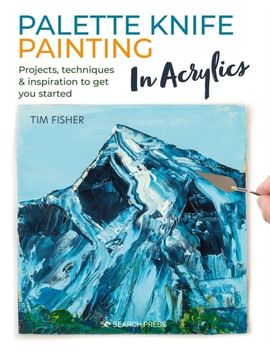 PALETTE KNIFE
PAINTING
In Acrylics
Projects, techniques
& inspiration to get
you started
TIM FISHER
SEARCH PRESS